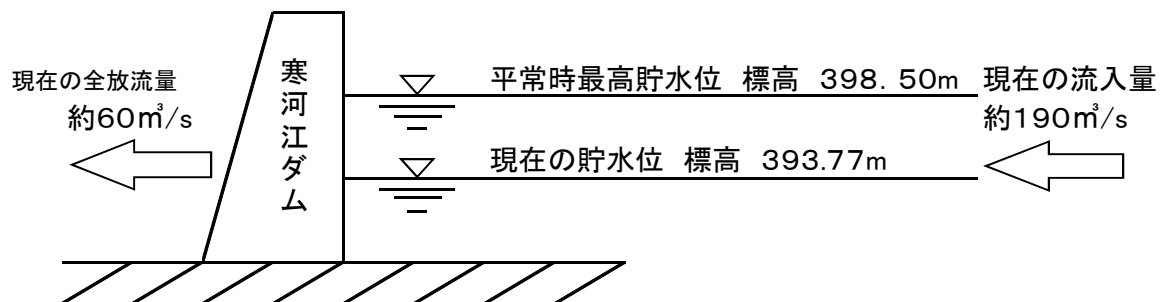 現在の全放流量
約60㎥/s
寒河江ダム
平常時最高貯水位 標高 398.50m
現在の貯水位 標高 393.77m
現在の流入量
約190㎥/s